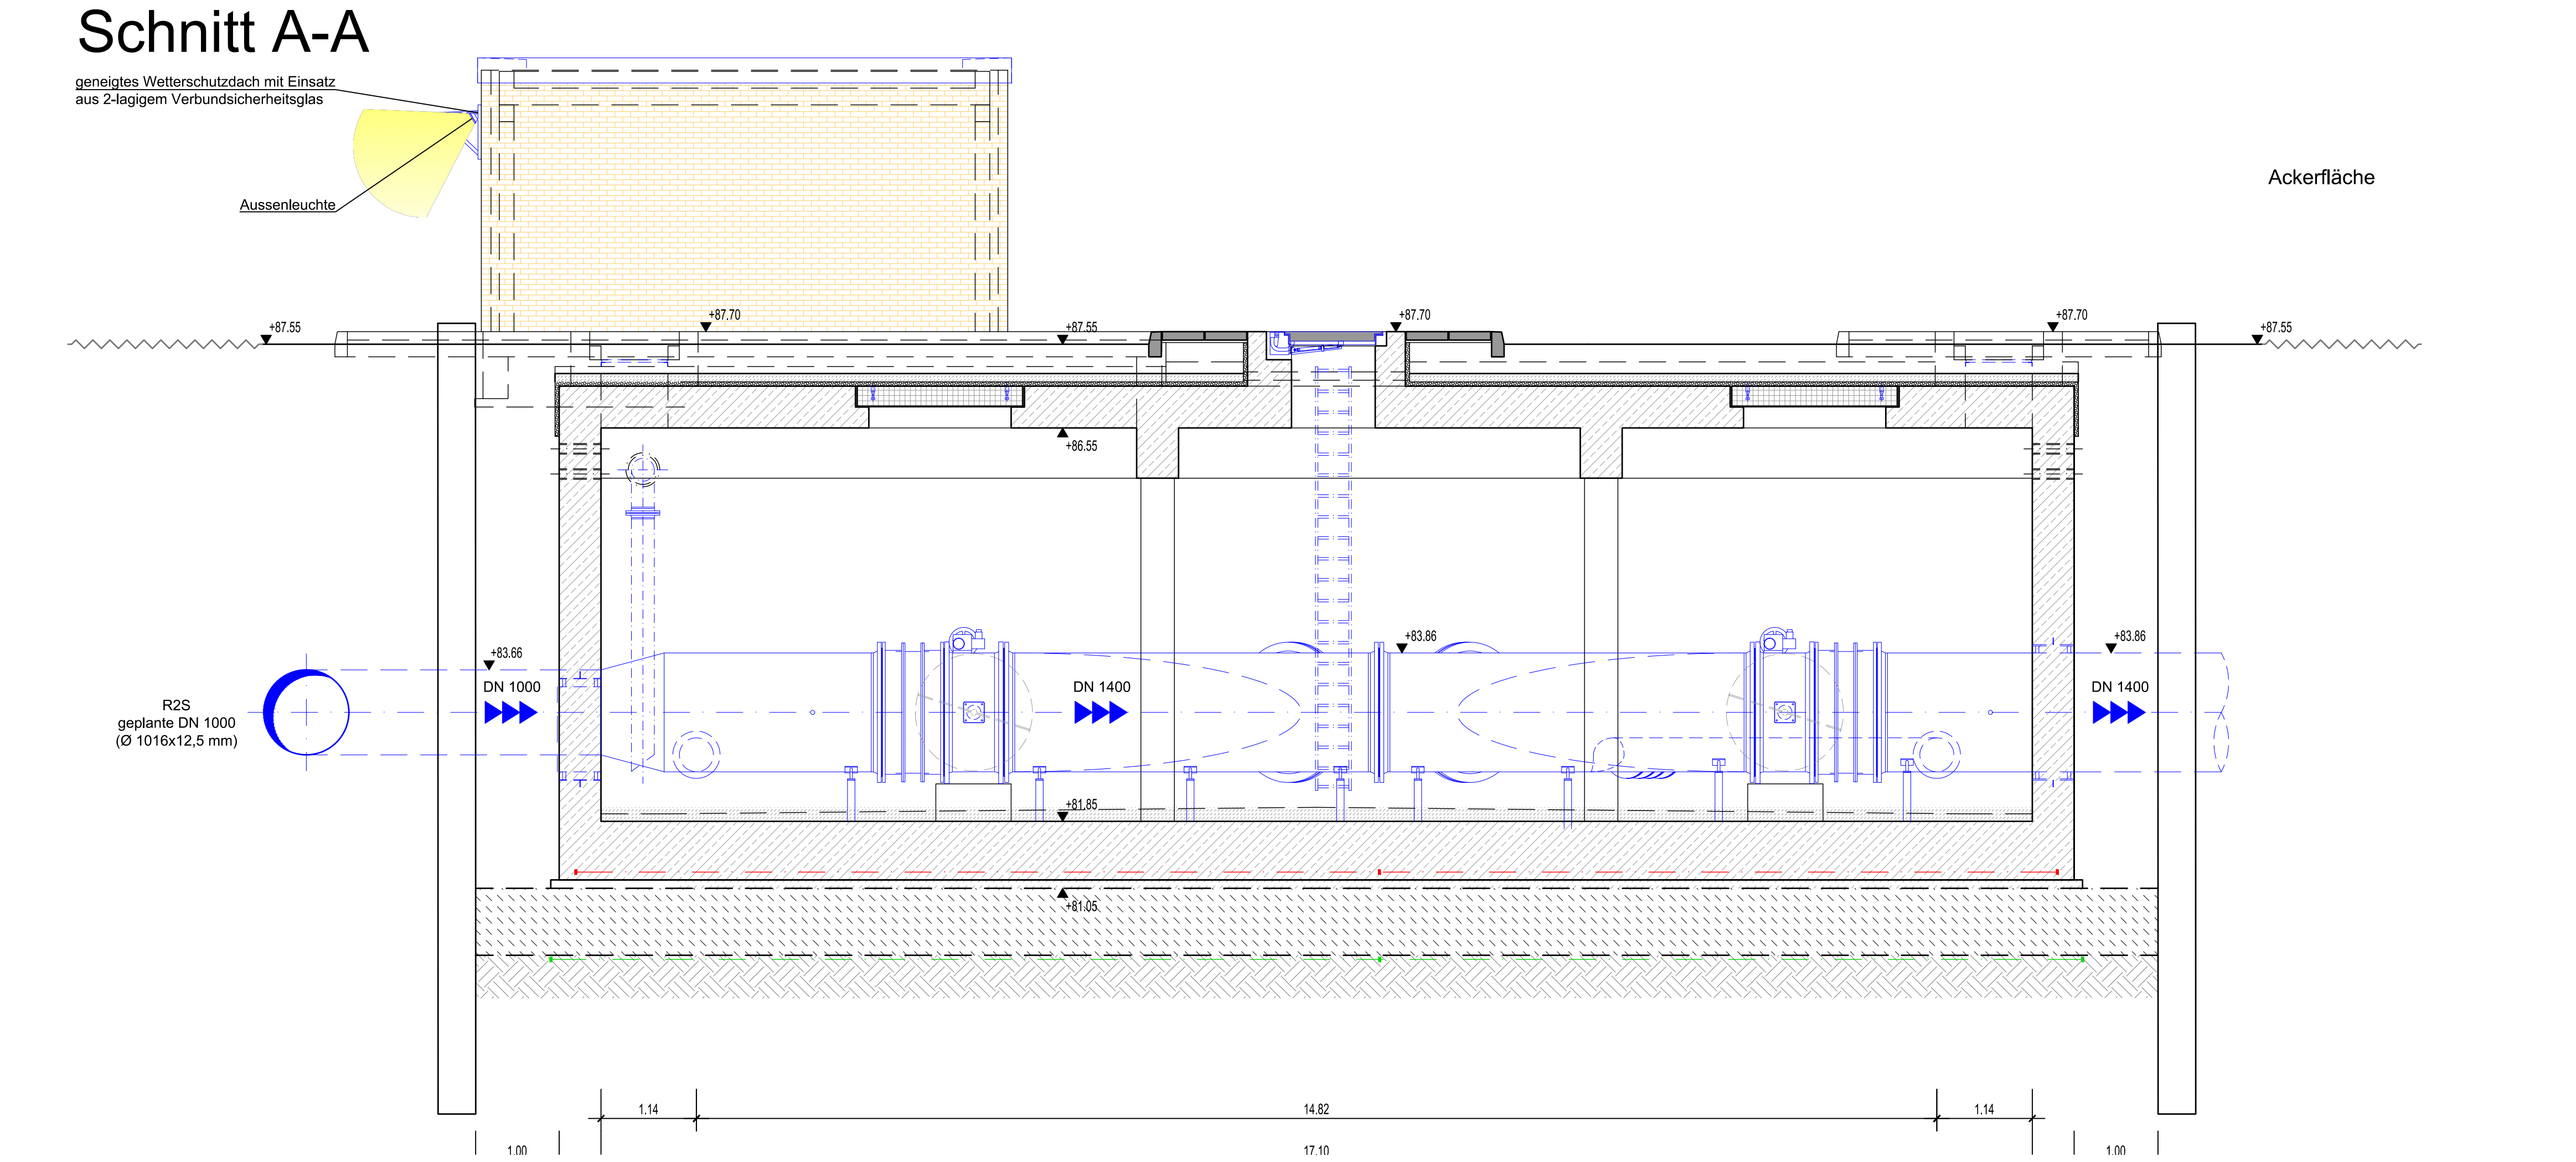 Schnitt A-A
geneigtes Wetterschutzdach mit Einsatz
aus 2-lagigem Verbundsicherheitsglas
Aussenleuchte
Ackerfläche
+87.55
+87.70
+87.55
+87.70
+87.70
+87.55
+86.55
+83.66
DN 1000
R2S
geplante DN 1000
(Ø 1016x12,5 mm)
DN 1400
+83.86
+83.86
DN 1400
+81.85
+81.05
1.14
14.82
1.14
1.00
17.10
1.00